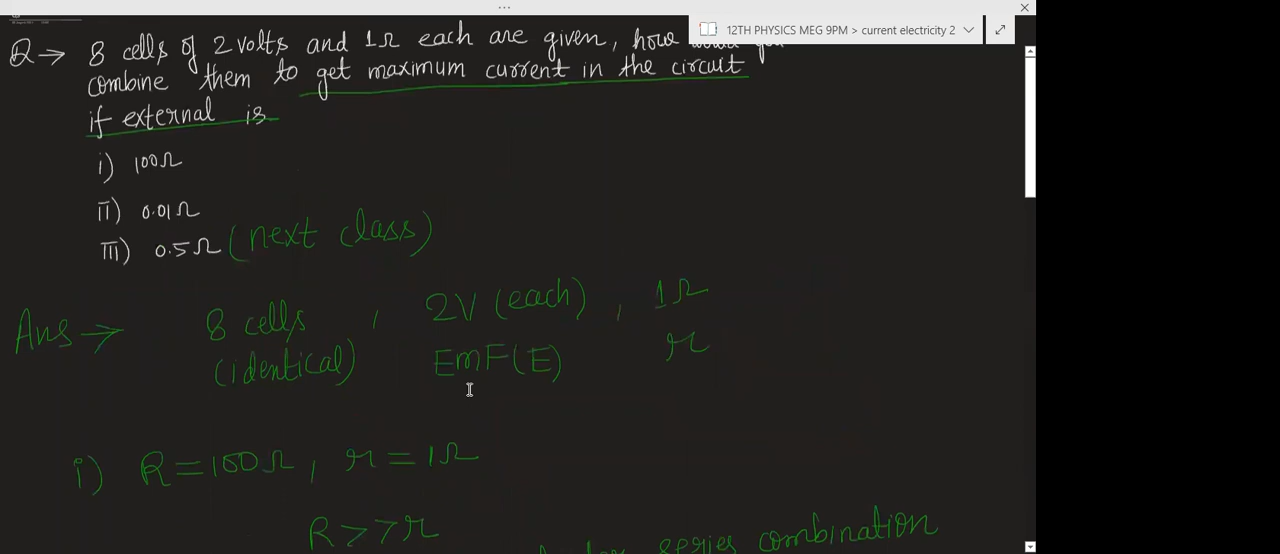 12TH PHYSICS MEG 9PM > current electricity 2
Q→ 8 cells of 2 volts and 1Ω each are given, how
combine them to get maximum current in the circuit
if external is
i) 100Ω
ii) 0.01Ω
iii) 0.5Ω (next class)
Ans → 8 cells , 2V (each) , 1Ω
(identical) EmF(E) r
i) R = 100Ω, r = 1Ω
R >> r
series combination